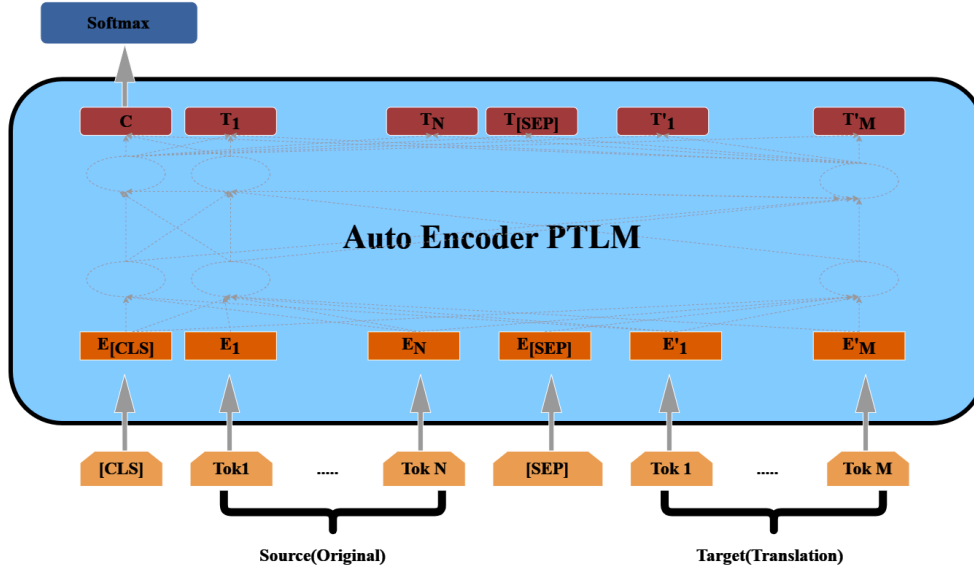 Softmax
C T1 TN T[SEP] T'1 T'M
Auto Encoder PTLM
E[CLS] E1 EN E[SEP] E'1 E'M
[CLS] Tok1 ..... Tok N [SEP] Tok 1 ..... Tok M
Source(Original) Target(Translation)